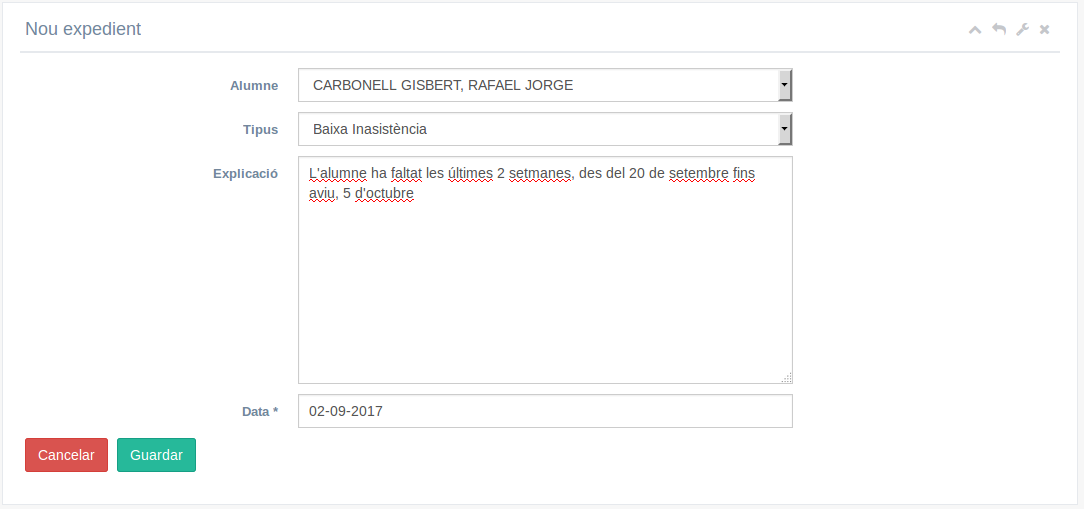 Nou expedient
Alumne
CARBONELL GISBERT, RAFAEL JORGE
Tipus
Baixa Inasistència
Explicació
L'alumne ha faltat les últimes 2 setmanes, des del 20 de setembre fins
aviu, 5 d'octubre
Data *
02-09-2017
Cancelar
Guardar